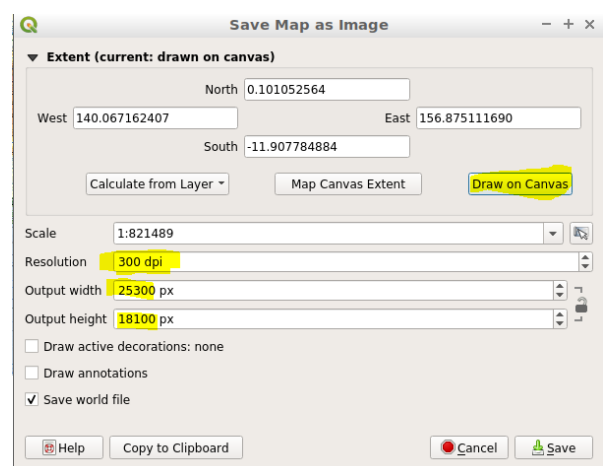 Save Map as Image
Extent (current: drawn on canvas)
North 0.101052564
West 140.067162407 East 156.875111690
South -11.907784884
Calculate from Layer Map Canvas Extent Draw on Canvas
Scale 1:821489
Resolution 300 dpi
Output width 25300 px
Output height 18100 px
Draw active decorations: none
Draw annotations
Save world file
Help Copy to Clipboard Cancel Save